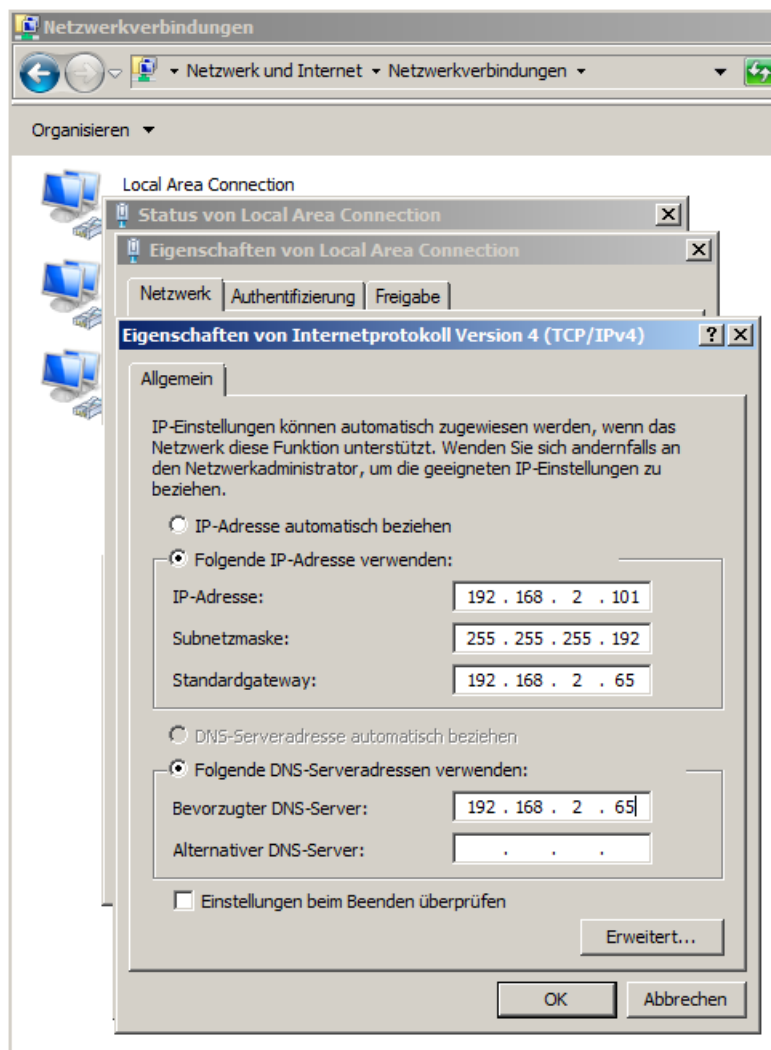 Netzwerkverbindungen
Netzwerk und Internet Netzwerkverbindungen
Organisieren
Local Area Connection
Status von Local Area Connection
Eigenschaften von Local Area Connection
Netzwerk Authentifizierung Freigabe
Eigenschaften von Internetprotokoll Version 4 (TCP/IPv4)
Allgemein
IP-Einstellungen können automatisch zugewiesen werden, wenn das
Netzwerk diese Funktion unterstützt. Wenden Sie sich andernfalls an
den Netzwerkadministrator, um die geeigneten IP-Einstellungen zu
beziehen.
IP-Adresse automatisch beziehen
Folgende IP-Adresse verwenden:
IP-Adresse: 192 . 168 . 2 . 101
Subnetzmaske: 255 . 255 . 255 . 192
Standardgateway: 192 . 168 . 2 . 65
DNS-Serveradresse automatisch beziehen
Folgende DNS-Serveradressen verwenden:
Bevorzugter DNS-Server: 192 . 168 . 2 . 65
Alternativer DNS-Server: . . .
Einstellungen beim Beenden überprüfen
Erweitert...
OK Abbrechen